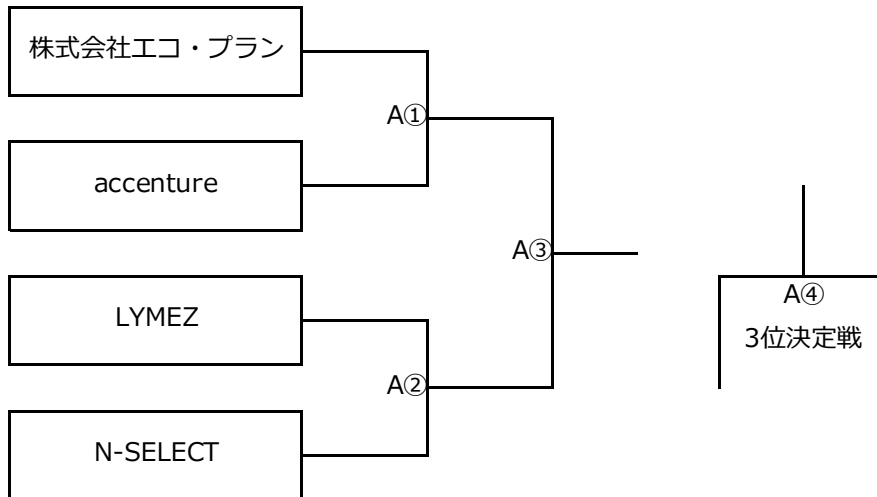 株式会社エコ・プラン
A①
accenture
A③
A④
LYMEZ
3位決定戦
A②
N-SELECT